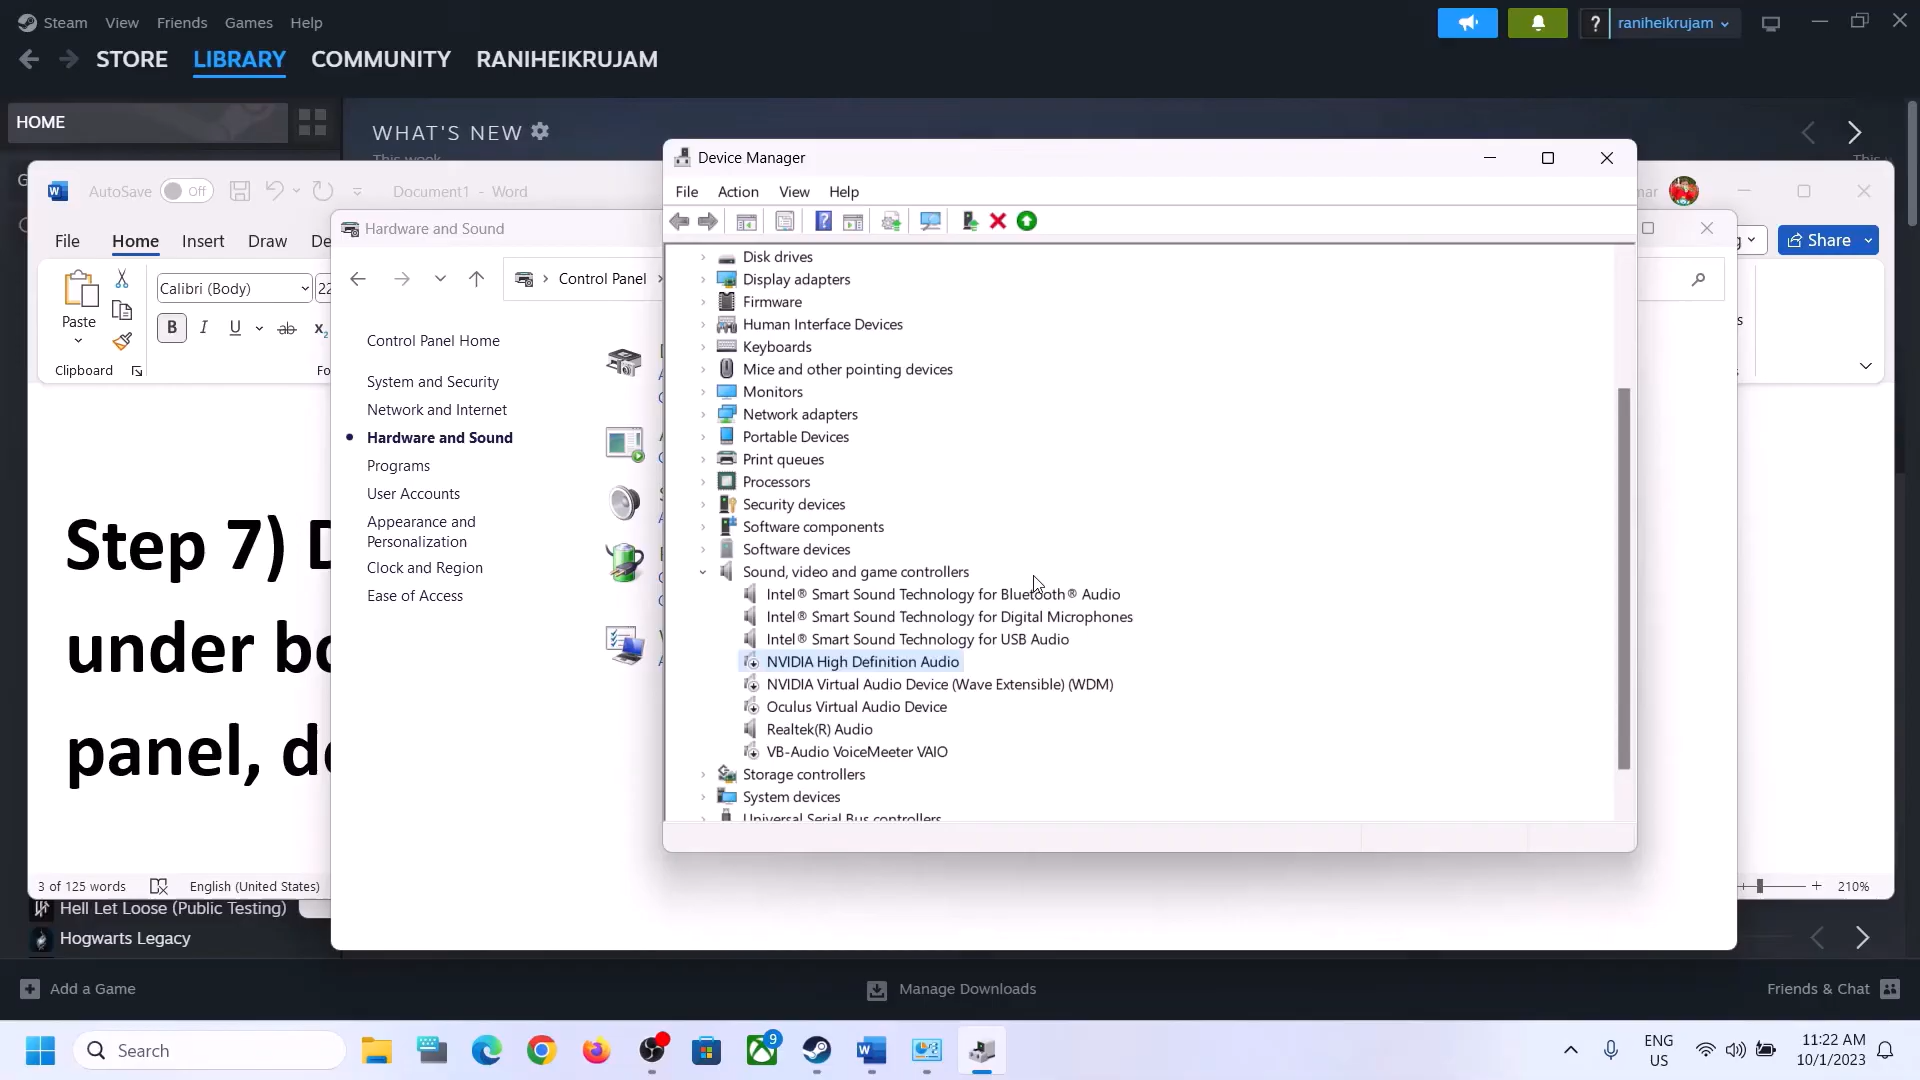 Steam View Friends Games Help
raniheikrujam
STORE LIBRARY COMMUNITY RANIHEIKRUJAM
HOME
WHAT'S NEW
AutoSave Off
Document1 - Word
File Home Insert Draw
Share
Calibri (Body)
Paste
B I U ab
Clipboard
Hardware and Sound
Control Panel
Control Panel Home
System and Security
Network and Internet
Hardware and Sound
Programs
User Accounts
Appearance and
Personalization
Clock and Region
Ease of Access
Device Manager
File Action View Help
Disk drives
Display adapters
Firmware
Human Interface Devices
Keyboards
Mice and other pointing devices
Monitors
Network adapters
Portable Devices
Print queues
Processors
Security devices
Software components
Software devices
Sound, video and game controllers
Intel® Smart Sound Technology for Bluetooth® Audio
Intel® Smart Sound Technology for Digital Microphones
Intel® Smart Sound Technology for USB Audio
NVIDIA High Definition Audio
NVIDIA Virtual Audio Device (Wave Extensible) (WDM)
Oculus Virtual Audio Device
Realtek(R) Audio
VB-Audio VoiceMeeter VAIO
Storage controllers
System devices
Universal Serial Bus controllers
Step 7)
under
panel,
3 of 125 words English (United States)
210%
Hell Let Loose (Public Testing)
Hogwarts Legacy
Add a Game
Manage Downloads
Friends & Chat
Search
9
ENG
US
11:22 AM
10/1/2023